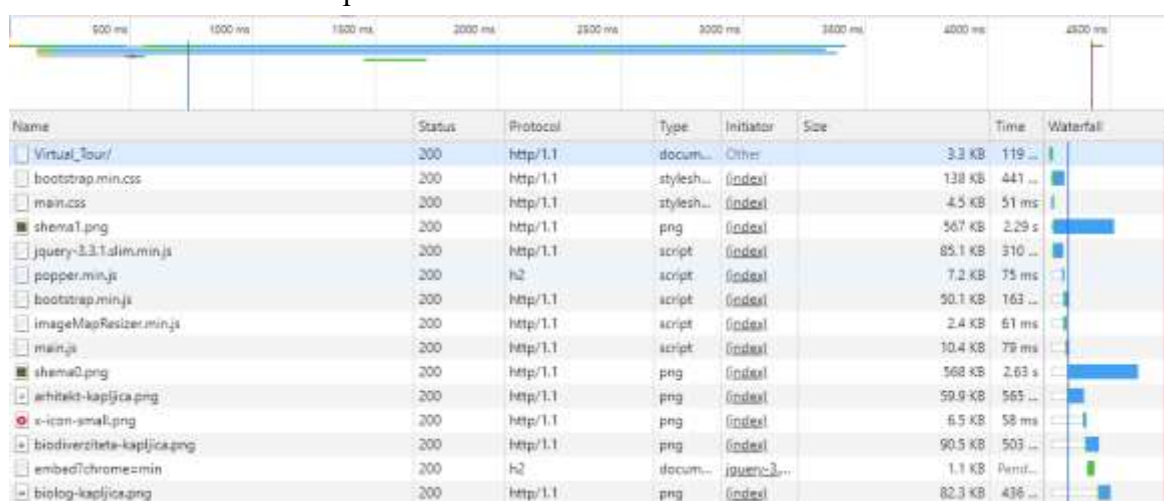 500 ms 1000 ms 1500 ms 2000 ms 2500 ms 3000 ms 3500 ms 4000 ms 4500 ms
Name Status Protocol Type Initiator Size Time Waterfall
Virtual_Tour/ 200 http/1.1 docum... Other 3.3 KB 119 ...
bootstrap.min.css 200 http/1.1 stylesh... (index) 138 KB 441 ...
main.css 200 http/1.1 stylesh... (index) 4.5 KB 51 ms
shema1.png 200 http/1.1 png (index) 567 KB 2.29 s
jquery-3.3.1.slim.min.js 200 http/1.1 script (index) 85.1 KB 310 ...
popper.min.js 200 h2 script (index) 7.2 KB 75 ms
bootstrap.min.js 200 http/1.1 script (index) 50.1 KB 163 ...
imageMapResizer.min.js 200 http/1.1 script (index) 2.4 KB 61 ms
main.js 200 http/1.1 script (index) 10.4 KB 79 ms
shema0.png 200 http/1.1 png (index) 568 KB 2.63 s
arhitekt-kapljica.png 200 http/1.1 png (index) 59.9 KB 565 ...
x-icon-small.png 200 http/1.1 png (index) 6.5 KB 58 ms
biodiverziteta-kapljica.png 200 http/1.1 png (index) 90.5 KB 503 ...
embed?chrome=min 200 h2 docum... jquery-3.... 1.1 KB Pend...
biolog-kapljica.png 200 http/1.1 png (index) 82.3 KB 436 ...